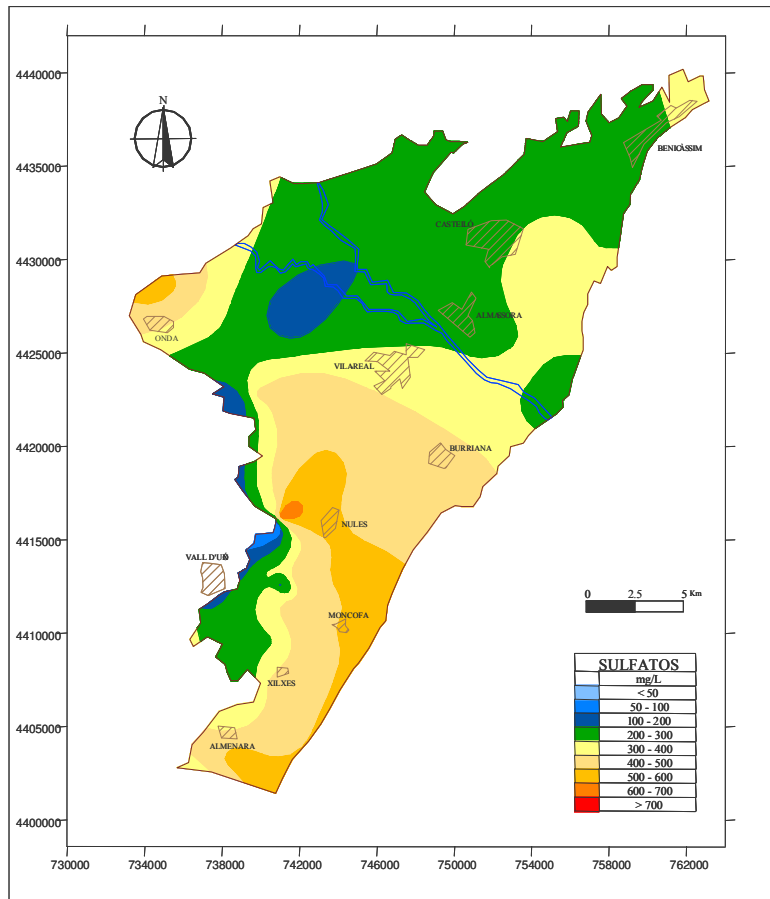 4440000
N
BENICÀSSIM
4435000
CASTELLÓ
4430000
ALMASSORA
ONDA
4425000
VILAREAL
4420000
BURRIANA
NULES
4415000
VALL D'UIXÓ
0 2.5 5 Km
MONCOFA
4410000
SULFATOS
mg/L
XILXES
< 50
50 - 100
100 - 200
4405000
200 - 300
ALMENARA
300 - 400
400 - 500
500 - 600
600 - 700
4400000
> 700
730000 734000 738000 742000 746000 750000 754000 758000 762000